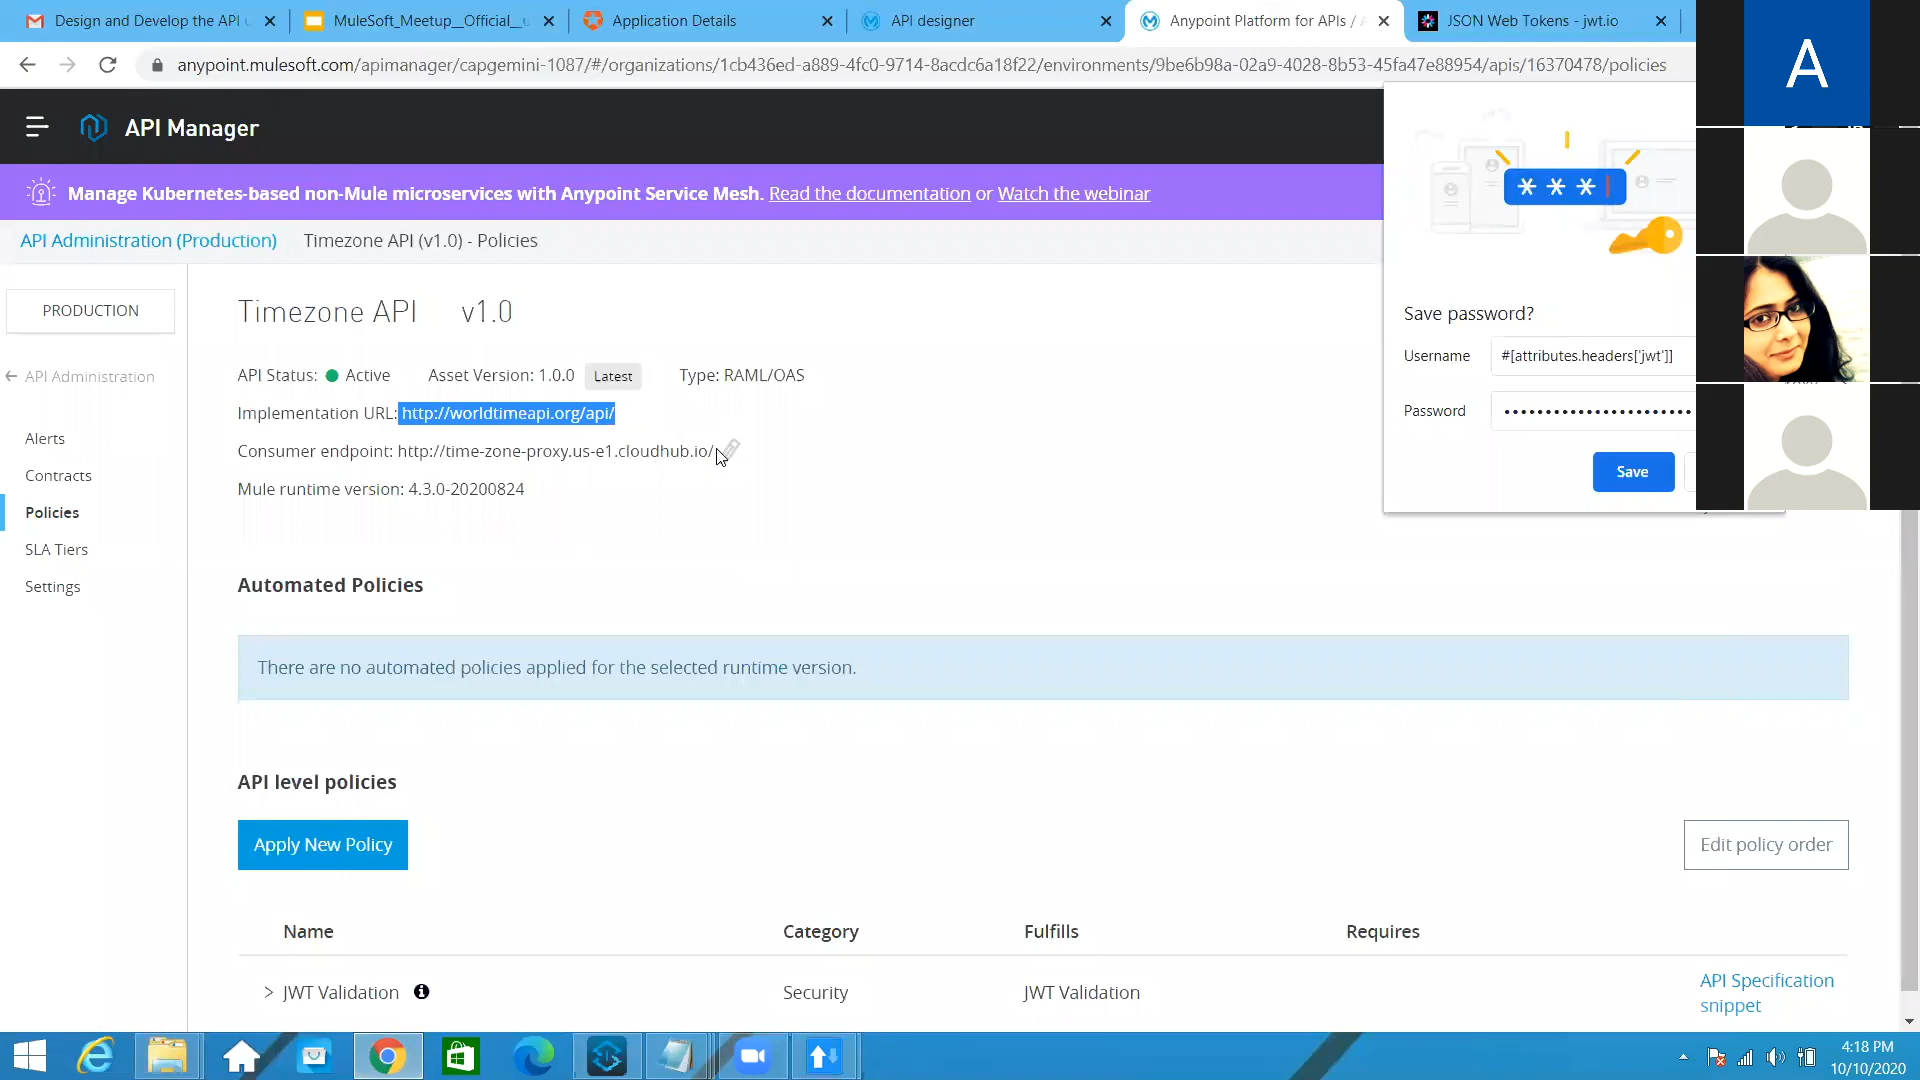 Design and Develop the API
MuleSoft_Meetup__Official_
Application Details
API designer
Anypoint Platform for APIs /
JSON Web Tokens - jwt.io
anypoint.mulesoft.com/apimanager/capgemini-1087/#/organizations/1cb436ed-a889-4fc0-9714-8acdc6a18f22/environments/9be6b98a-02a9-4028-8b53-45fa47e88954/apis/16370478/policies
A
API Manager
Manage Kubernetes-based non-Mule microservices with Anypoint Service Mesh. Read the documentation or Watch the webinar
API Administration (Production)
Timezone API (v1.0) - Policies
PRODUCTION
API Administration
Alerts
Contracts
Policies
SLA Tiers
Settings
Timezone API v1.0
API Status: Active Asset Version: 1.0.0 Latest Type: RAML/OAS
Implementation URL: http://worldtimeapi.org/api/
Consumer endpoint: http://time-zone-proxy.us-e1.cloudhub.io/
Mule runtime version: 4.3.0-20200824
* * *
Save password?
Username #[attributes.headers['jwt']]
Password •••••••••••••••••••••••
Save
Automated Policies
There are no automated policies applied for the selected runtime version.
API level policies
Apply New Policy
Edit policy order
Name Category Fulfills Requires
> JWT Validation Security JWT Validation
API Specification
snippet
4:18 PM
10/10/2020